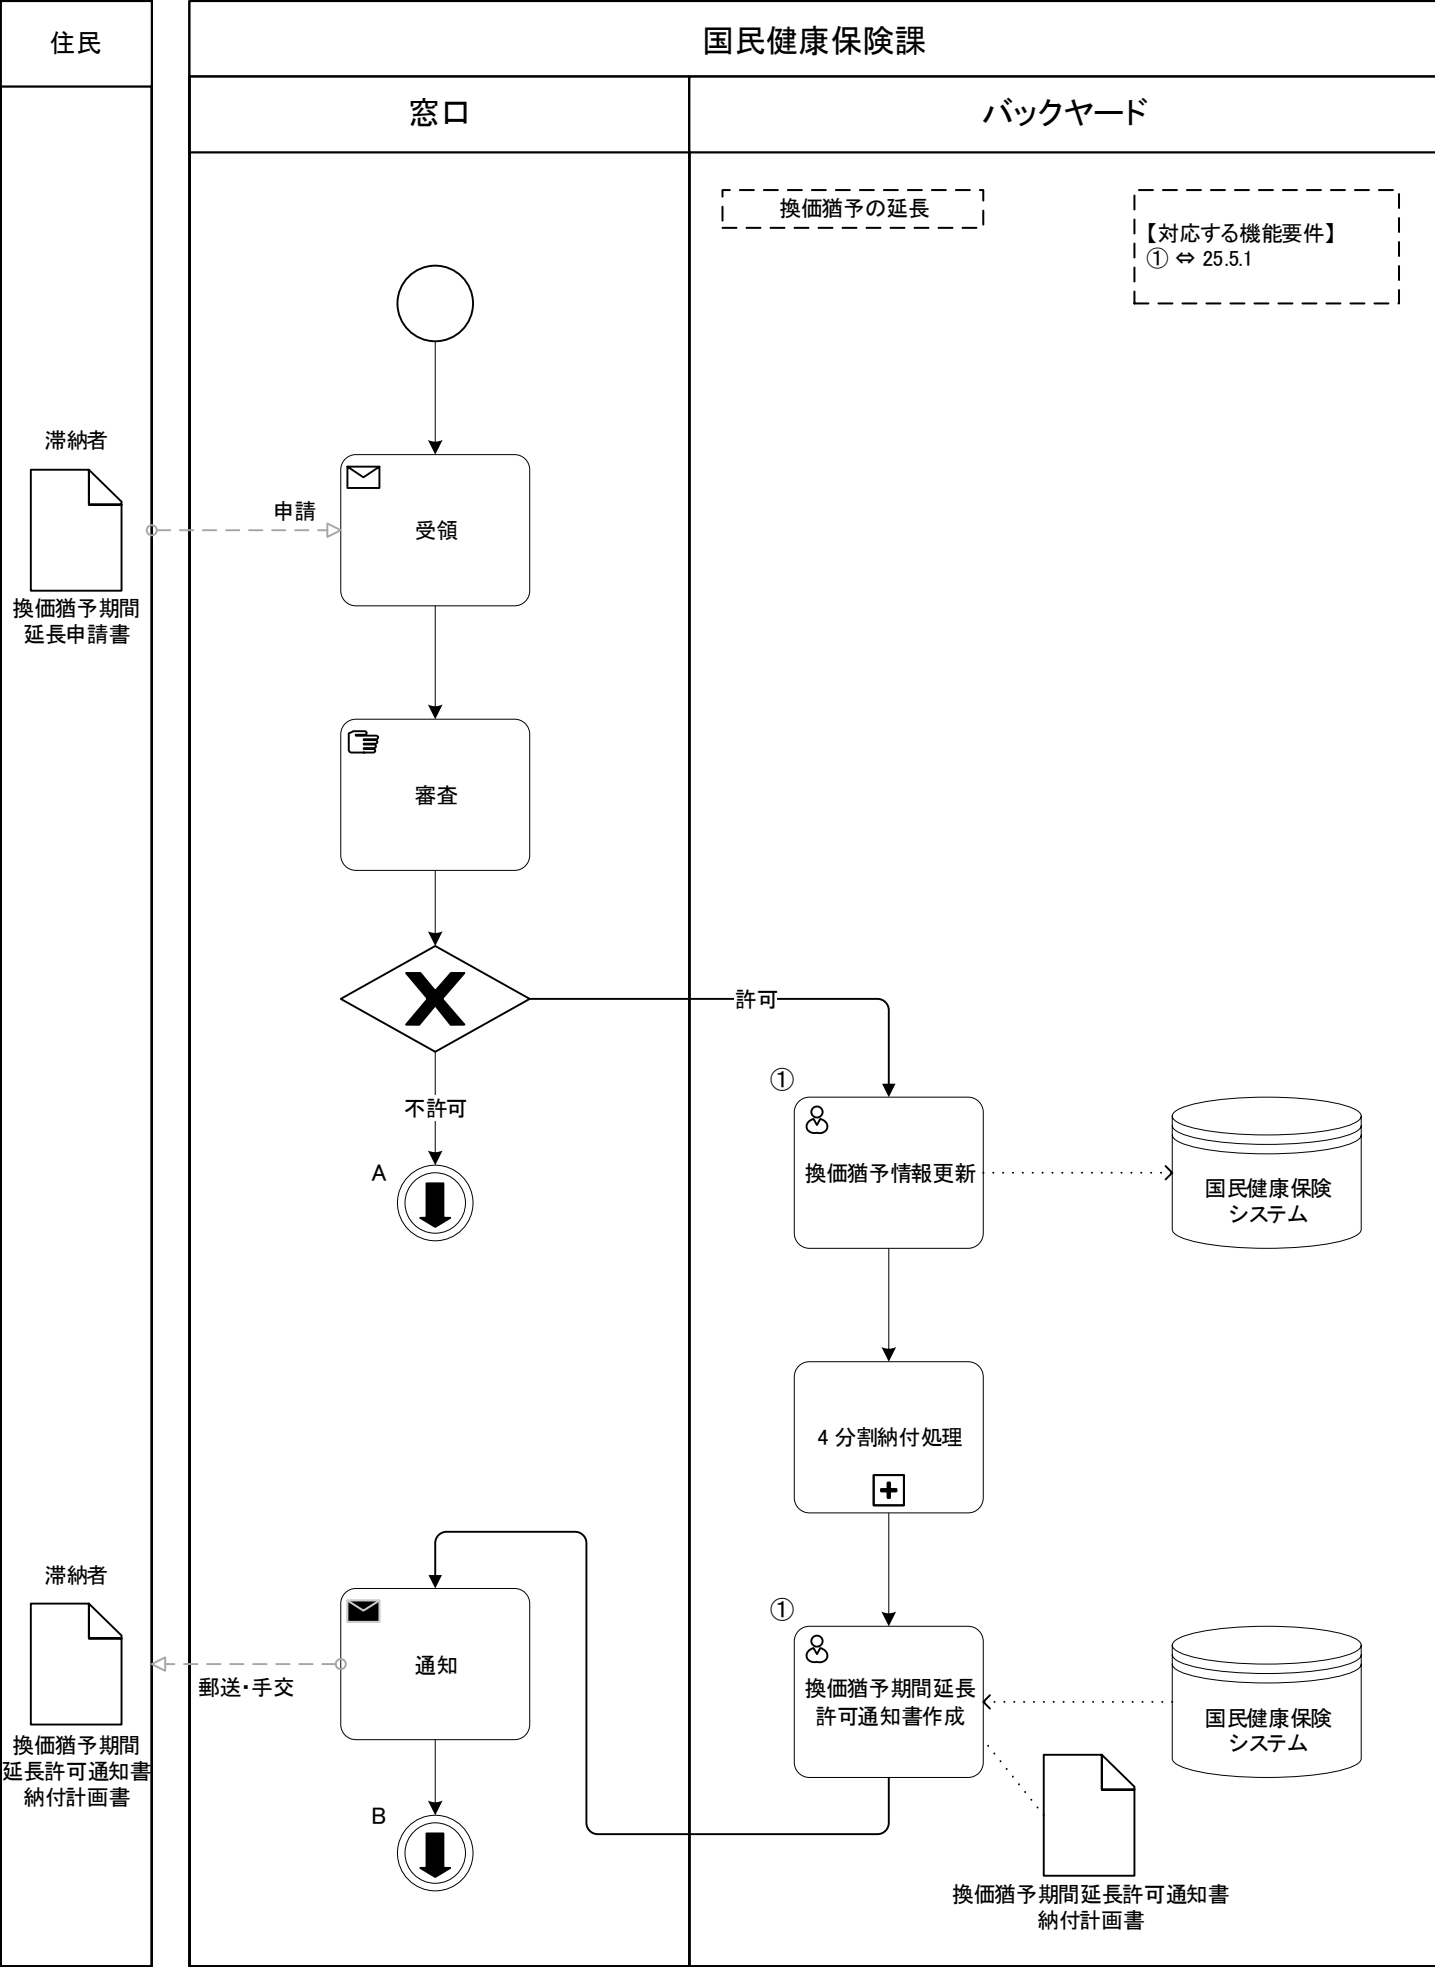 住民
国民健康保険課
窓口
バックヤード
換価猶予の延長
【対応する機能要件】
① ⇔ 25.5.1
滞納者
換価猶予期間
延長申請書
申請
受領
審査
許可
不許可
A
①
換価猶予情報更新
国民健康保険
システム
4 分割納付処理
①
換価猶予期間延長
許可通知書作成
国民健康保険
システム
換価猶予期間延長許可通知書
納付計画書
通知
郵送・手交
滞納者
換価猶予期間
延長許可通知書
納付計画書
B